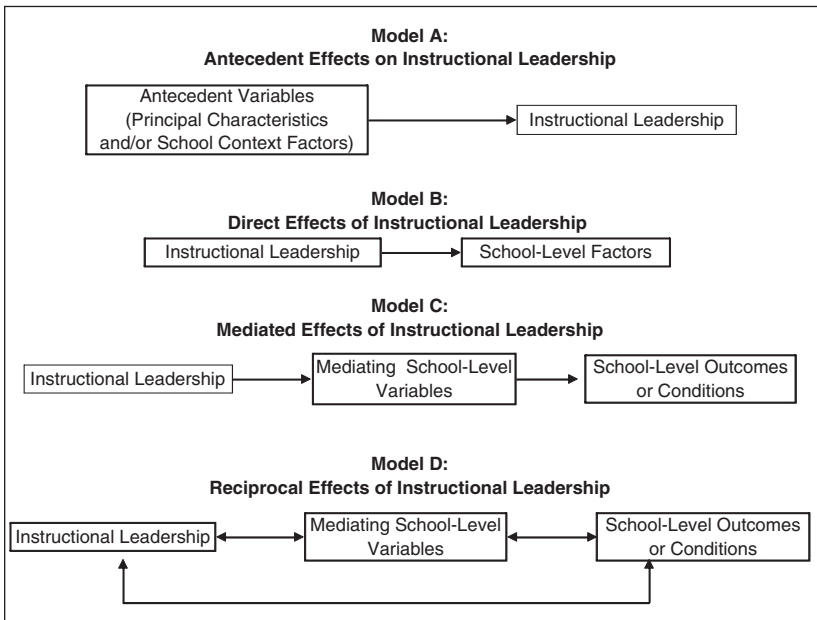 Model A:
Antecedent Effects on Instructional Leadership
Antecedent Variables
(Principal Characteristics
and/or School Context Factors)
Instructional Leadership
Model B:
Direct Effects of Instructional Leadership
Instructional Leadership
School-Level Factors
Model C:
Mediated Effects of Instructional Leadership
Instructional Leadership
Mediating School-Level
Variables
School-Level Outcomes
or Conditions
Model D:
Reciprocal Effects of Instructional Leadership
Instructional Leadership
Mediating School-Level
Variables
School-Level Outcomes
or Conditions